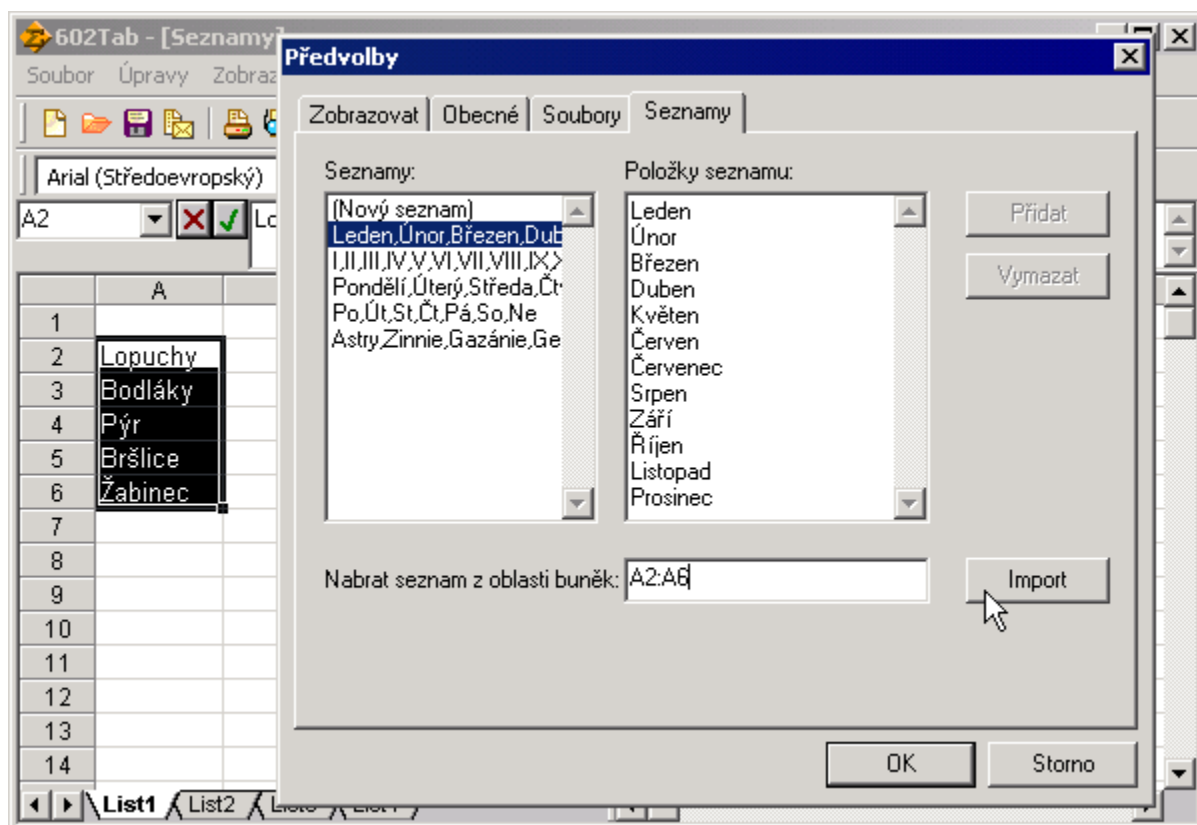 602Tab - [Seznamy]
Předvolby
Soubor Úpravy
Zobrazovat Obecné Soubory Seznamy
Arial (Středoevropský)
A2
Seznamy:
(Nový seznam)
Leden,Únor,Březen,Dub
I,II,III,IV,V,VI,VII,VIII,IX,X
Pondělí,Úterý,Středa,Čt
Po,Út,St,Čt,Pá,So,Ne
Astry,Zinnie,Gazánie,Ge
Položky seznamu:
Leden
Únor
Březen
Duben
Květen
Červen
Červenec
Srpen
Září
Říjen
Listopad
Prosinec
Přidat
Vymazat
Nabrat seznam z oblasti buněk: A2:A6
Import
OK Storno
A
1
2 Lopuchy
3 Bodláky
4 Pýr
5 Bršlice
6 Žabinec
7
8
9
10
11
12
13
14
List1 List2